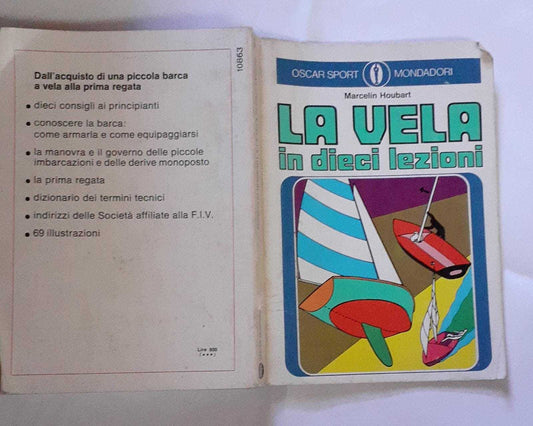 Dall'acquisto di una piccola barca
a vela alla prima regata
dieci consigli ai principianti
conoscere la barca:
come armarla e come equipaggiarsi
la manovra e il governo delle piccole
imbarcazioni e delle derive monoposto
la prima regata
dizionario dei termini tecnici
indirizzi delle Società affiliate alla F.I.V.
69 illustrazioni
Lire
(***)
10863
OSCAR SPORT MONDADORI
Marcelin Houbart
LA VELA
in dieci lezioni